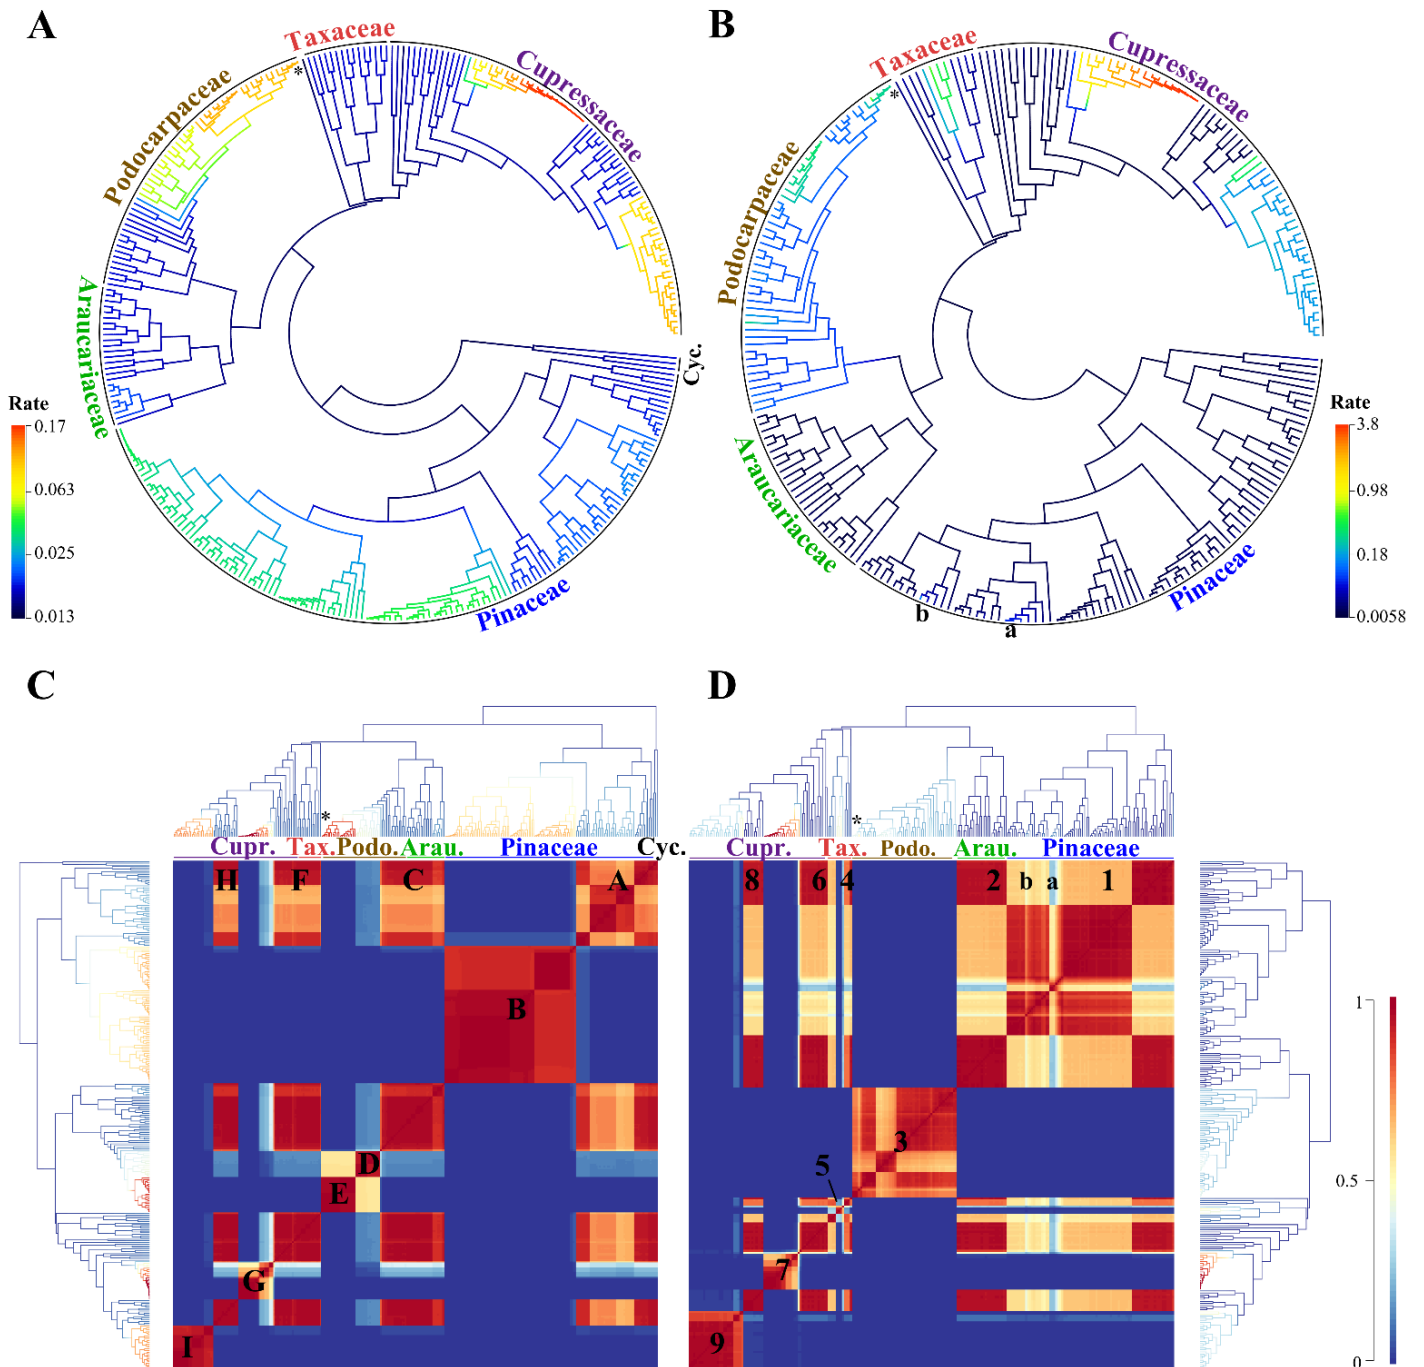 A
B
Taxaceae
Cupressaceae
Podocarpaceae
*
Araucariaceae
Cyc.
Pinaceae
Rate
0.17
0.063
0.025
0.013
Taxaceae
Cupressaceae
Podocarpaceae
*
Araucariaceae
Pinaceae
b
a
Rate
3.8
0.98
0.18
0.0058
C
D
*
Cupr. Tax. Podo. Arau. Pinaceae Cyc.
H F C A
B
D
E
G
I
*
Cupr. Tax. Podo. Arau. Pinaceae
8 6 4 2 b a 1
3
5
7
9
1
0.5
0